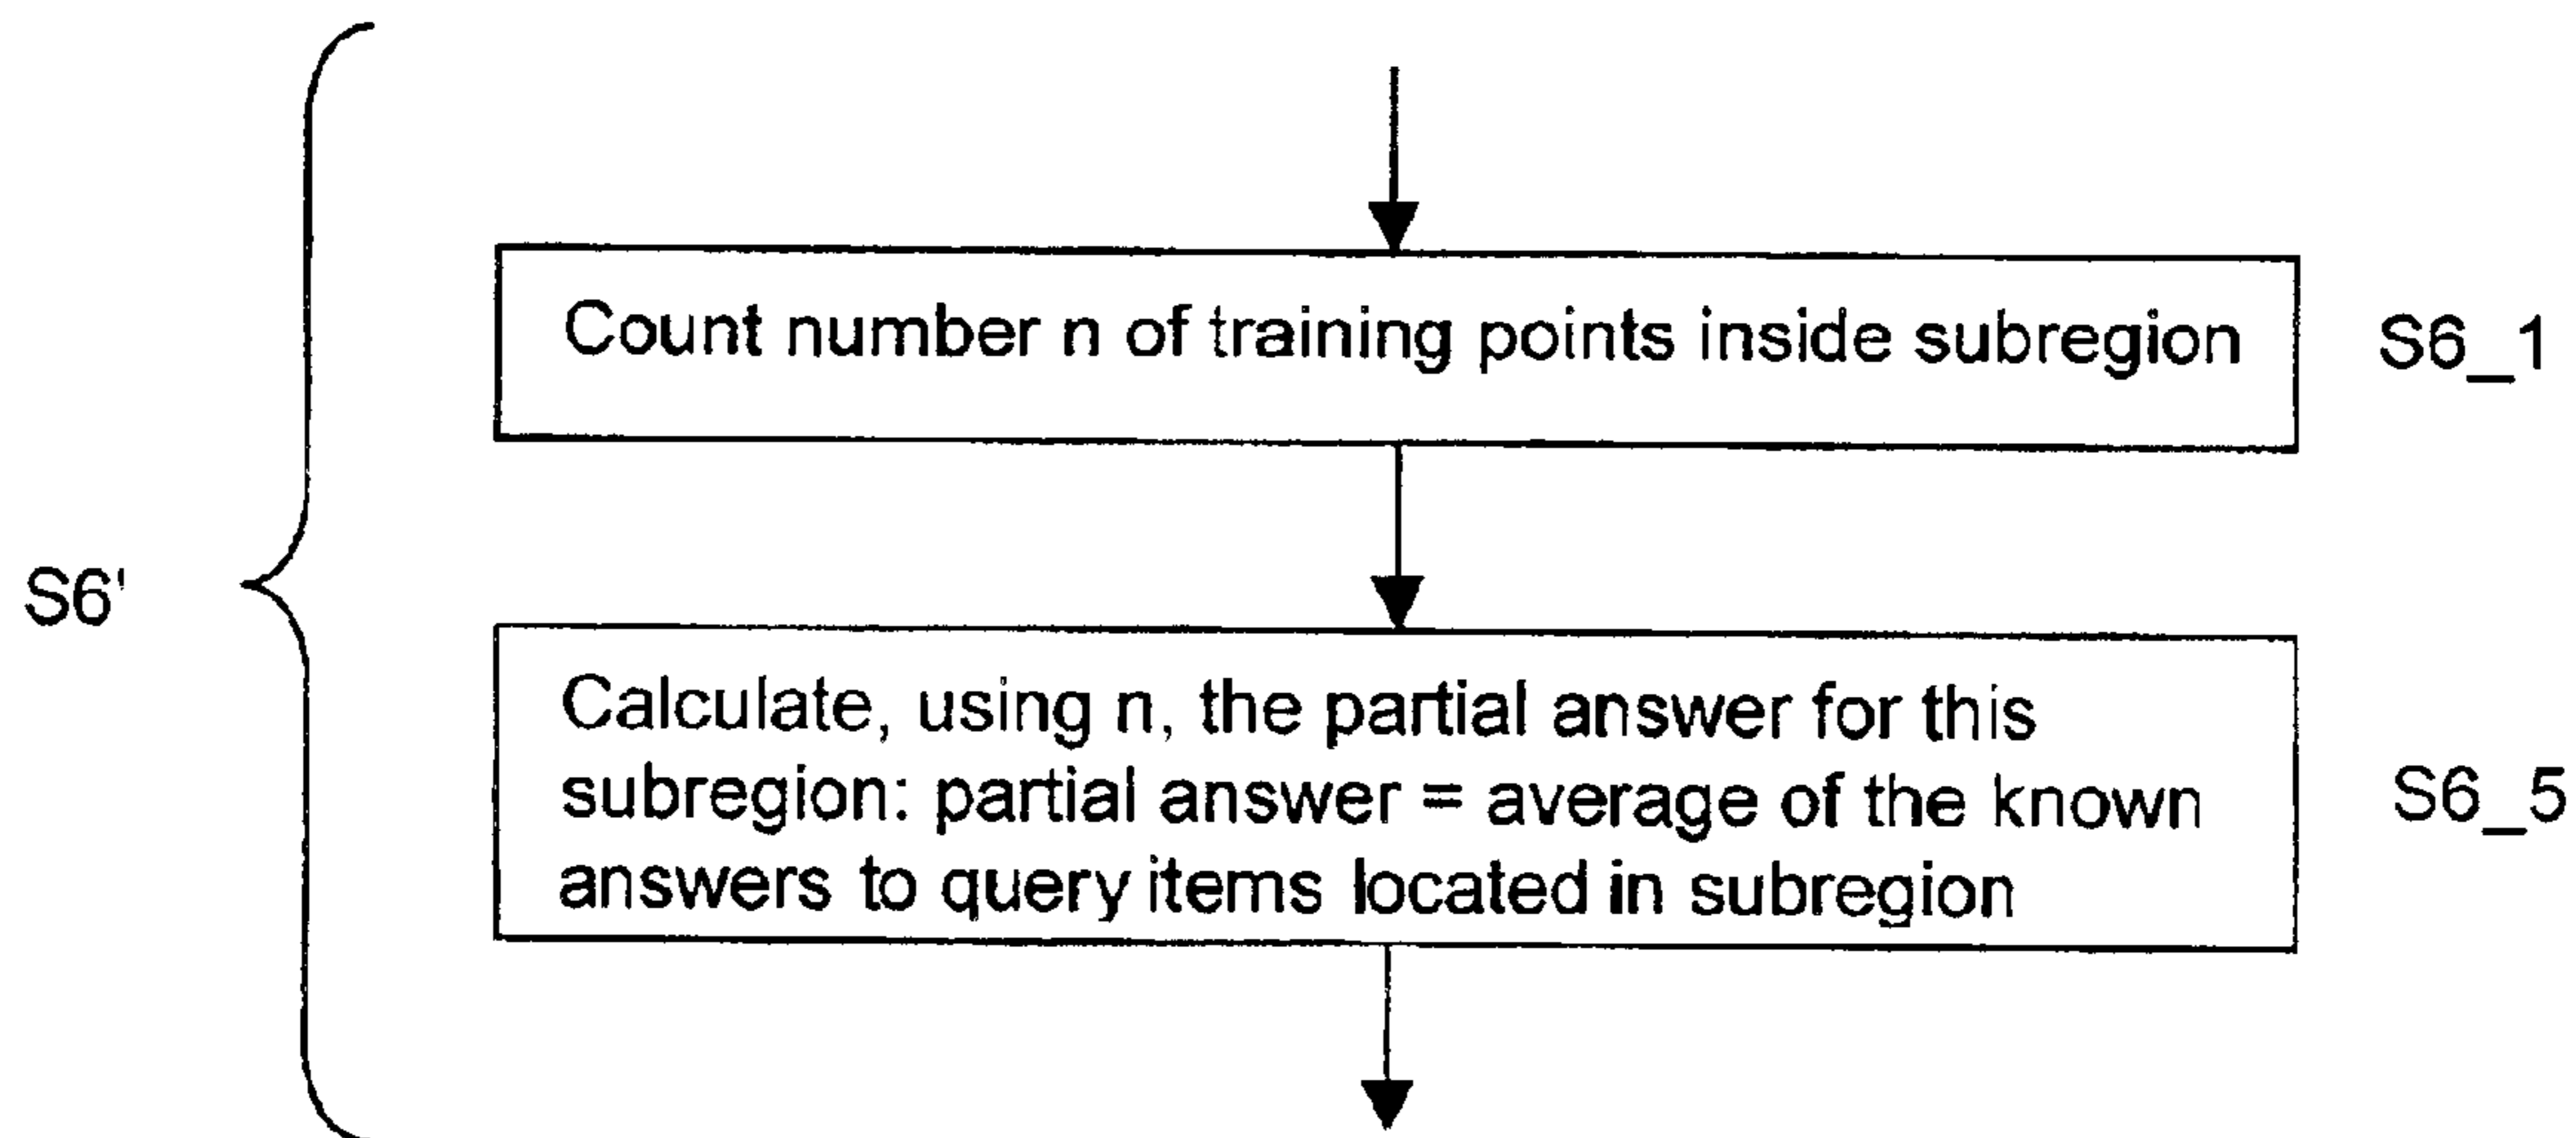 Count number n of training points inside subregion
S6_1
S6'
Calculate, using n, the partial answer for this
subregion: partial answer = average of the known
answers to query items located in subregion
S6_5